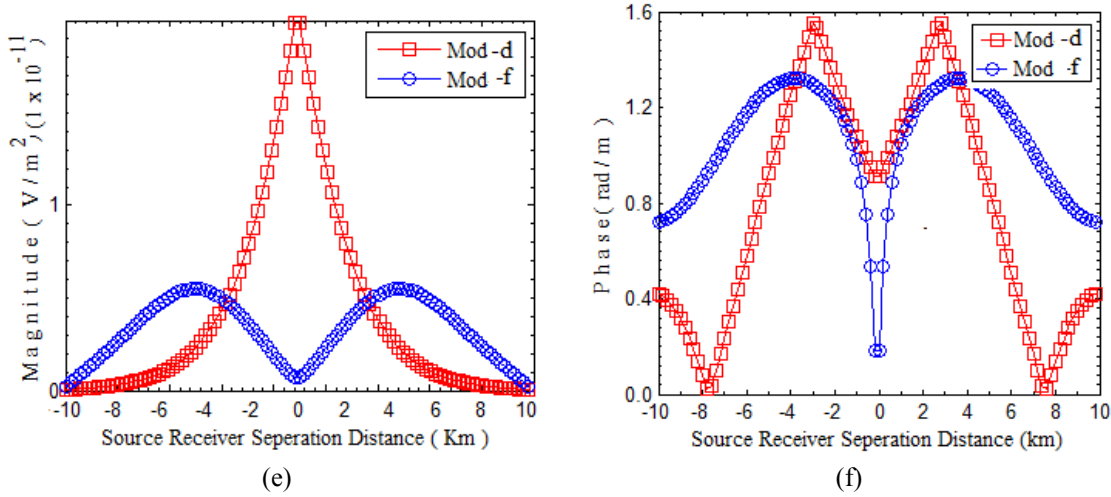 Magnitude ( V/m2)/(1 x 10-11
1
0
Mod -d
Mod -f
-10 -8 -6 -4 -2 0 2 4 6 8 10
Source Receiver Seperation Distance ( Km )
(e)
Phase( rad/m )
1.6
1.2
0.8
0.4
0.0
Mod -d
Mod -f
-10 -8 -6 -4 -2 0 2 4 6 8 10
Source Receiver Seperation Distance (km)
(f)